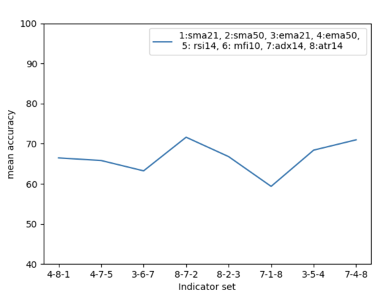 100
90
80
70
60
50
40
mean accuracy
1:sma21, 2:sma50, 3:ema21, 4:ema50,
5: rsi14, 6: mfi10, 7:adx14, 8:atr14
4-8-1 4-7-5 3-6-7 8-7-2 8-2-3 7-1-8 3-5-4 7-4-8
Indicator set